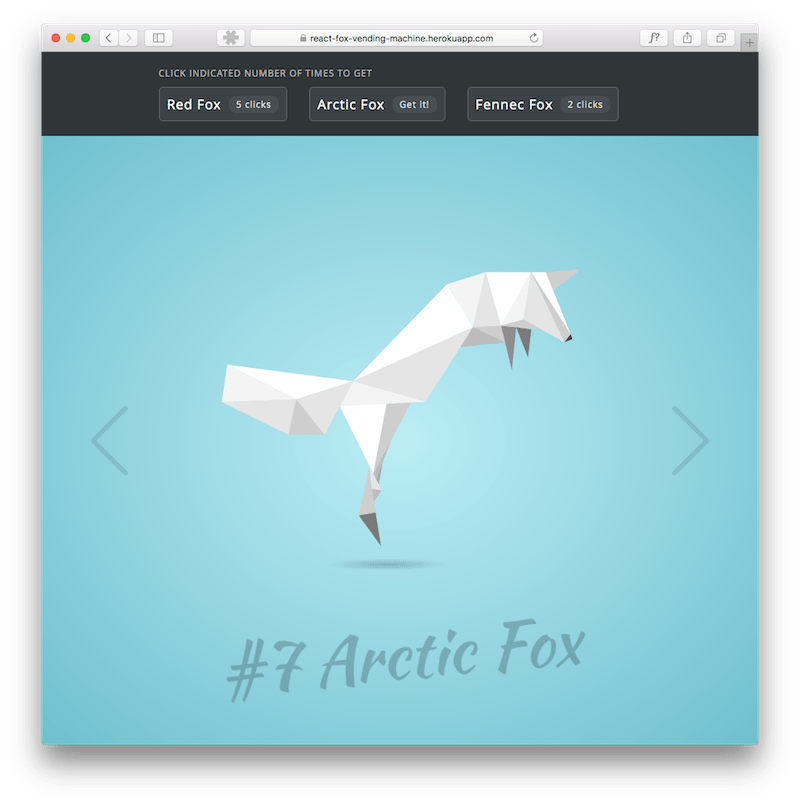 react-fox-vending-machine.herokuapp.com
f?
CLICK INDICATED NUMBER OF TIMES TO GET
Red Fox 5 clicks Arctic Fox Get it! Fennec Fox 2 clicks
#7 Arctic Fox